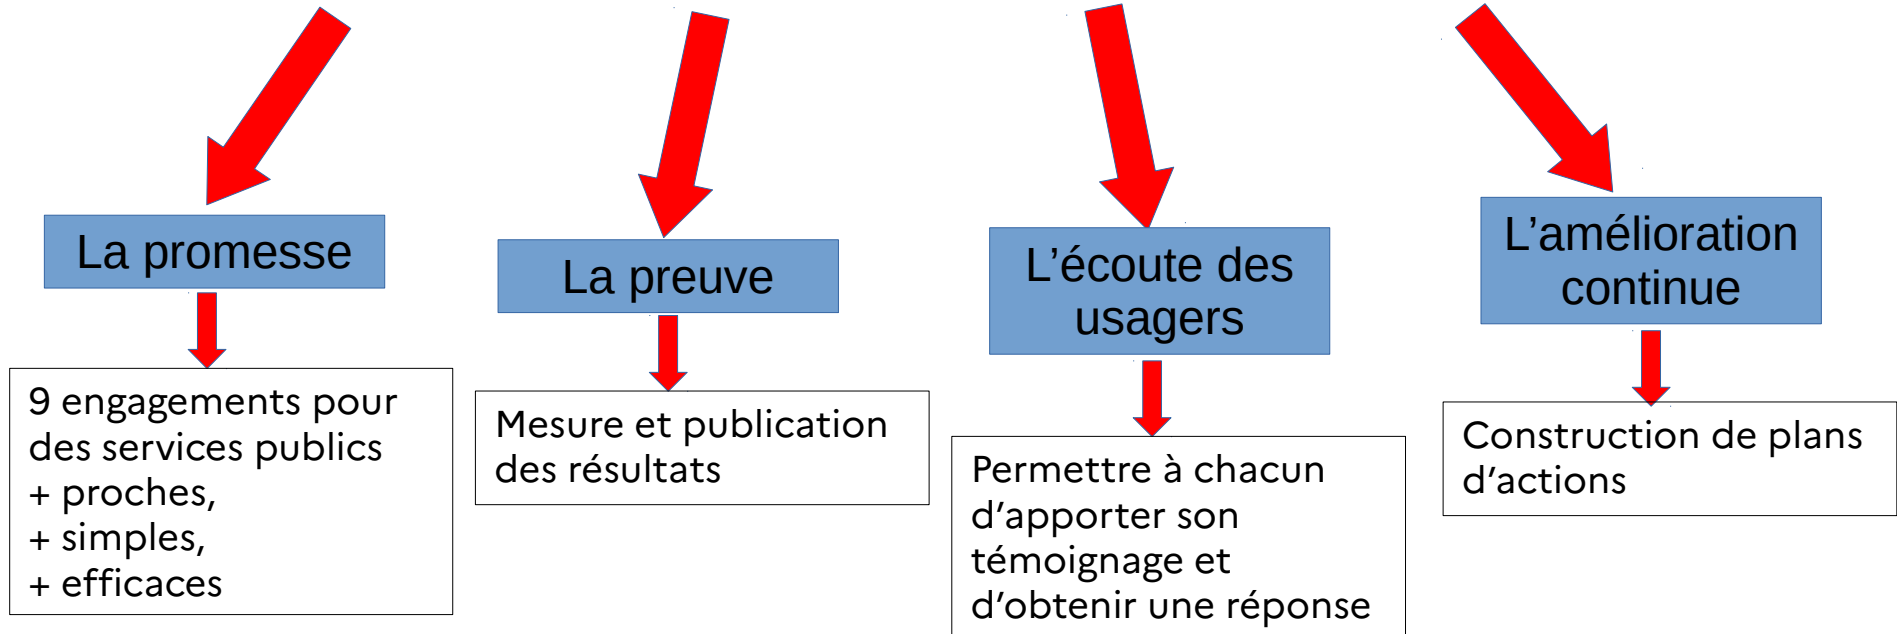 La promesse
9 engagements pour
des services publics
+ proches,
+ simples,
+ efficaces
La preuve
Mesure et publication
des résultats
L’écoute des
usagers
Permettre à chacun
d’apporter son
témoignage et
d’obtenir une réponse
L’amélioration
continue
Construction de plans
d’actions